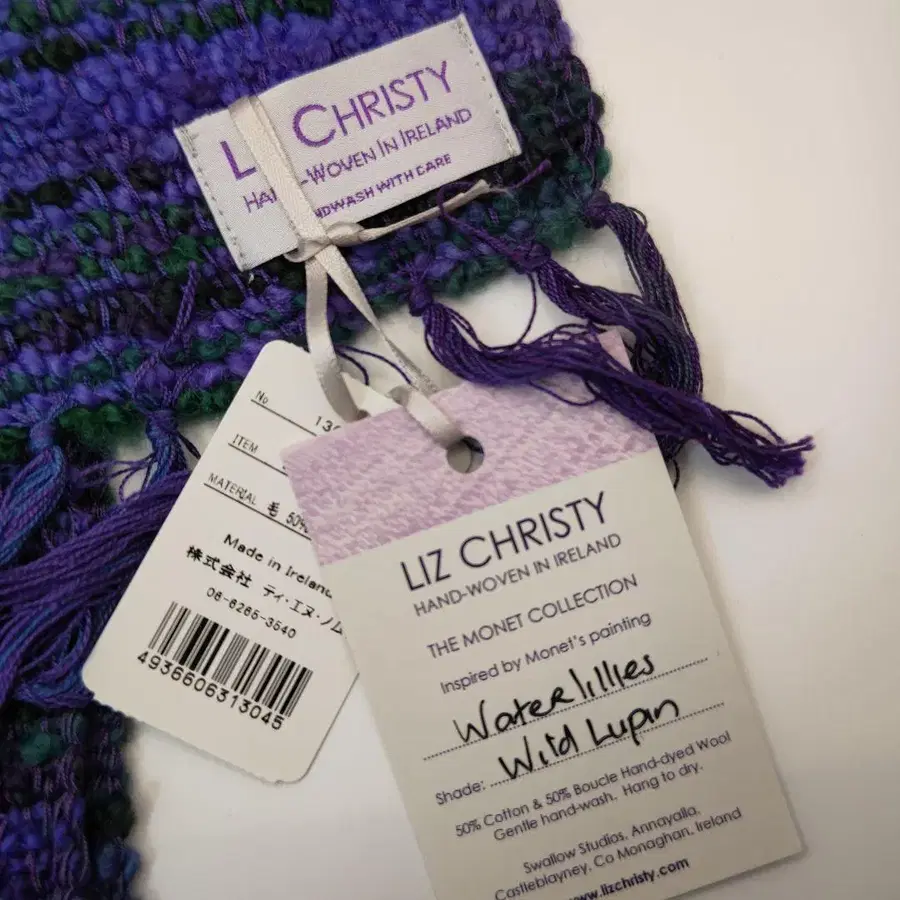 LIZ CHRISTY
HAND-WOVEN IN IRELAND
HANDWASH WITH CARE
No 130
ITEM
MATERIAL 毛 50%
Made in Ireland
株式会社 ティ・エヌ・ノム
06-6265-3540
4936606313045
LIZ CHRISTY
HAND-WOVEN IN IRELAND
THE MONET COLLECTION
Inspired by Monet's painting
Waterlillies
Shade: Wild Lupin
50% Cotton & 50% Boucle Hand-dyed Wool
Gentle hand-wash. Hang to dry.
Swallow Studios, Annayalla,
Castleblayney, Co Monaghan, Ireland
www.lizchristy.com